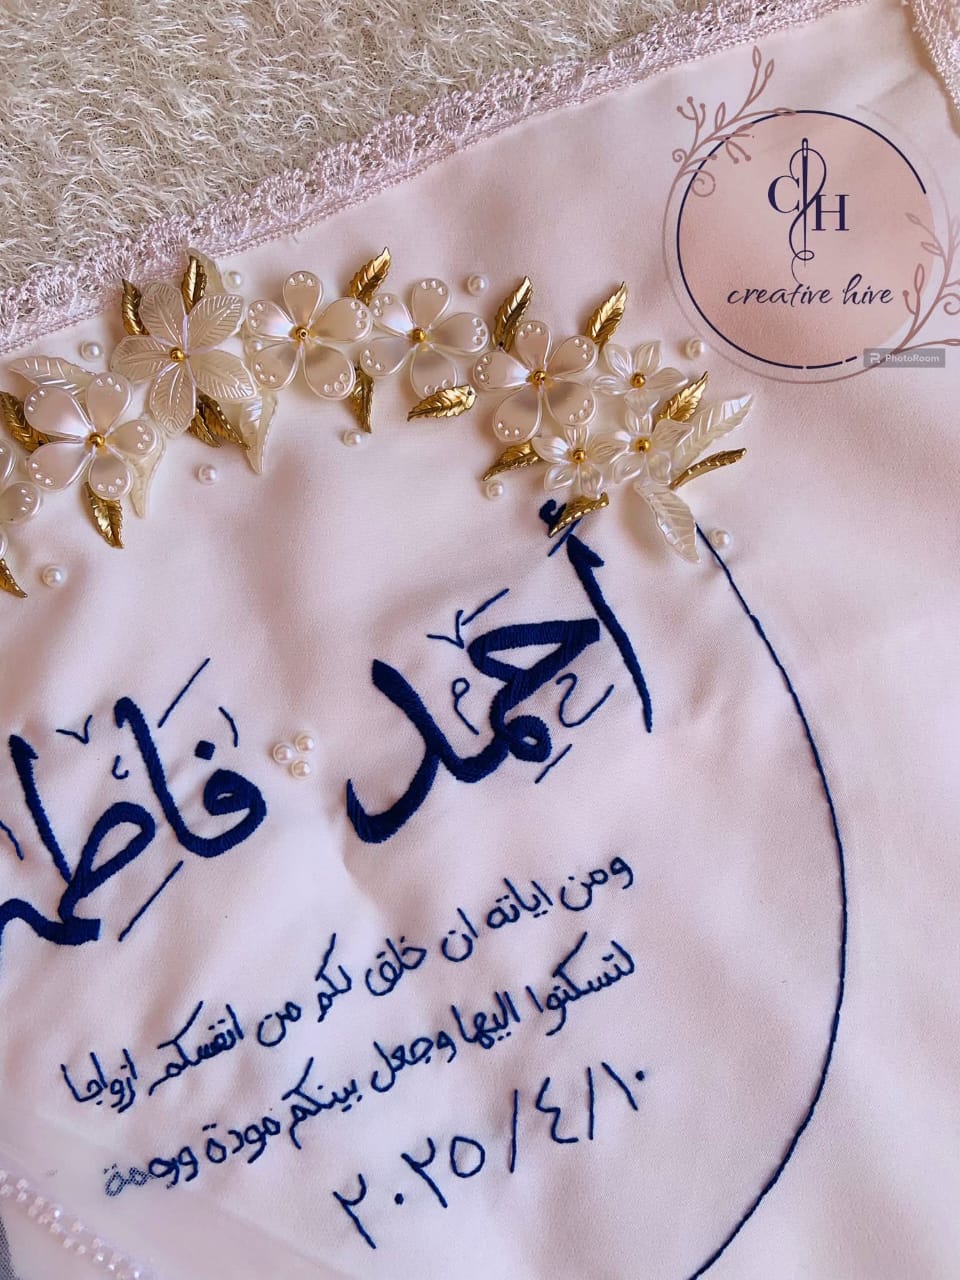 CH
creative hive
PhotoRoom
أحمد فاطمـ
ومن اياته ان خلق لكم من انفسكم ازواجا
لتسكنوا اليها وجعل بينكم مودة ورحمة
٢٠٢٥/٤/١٠